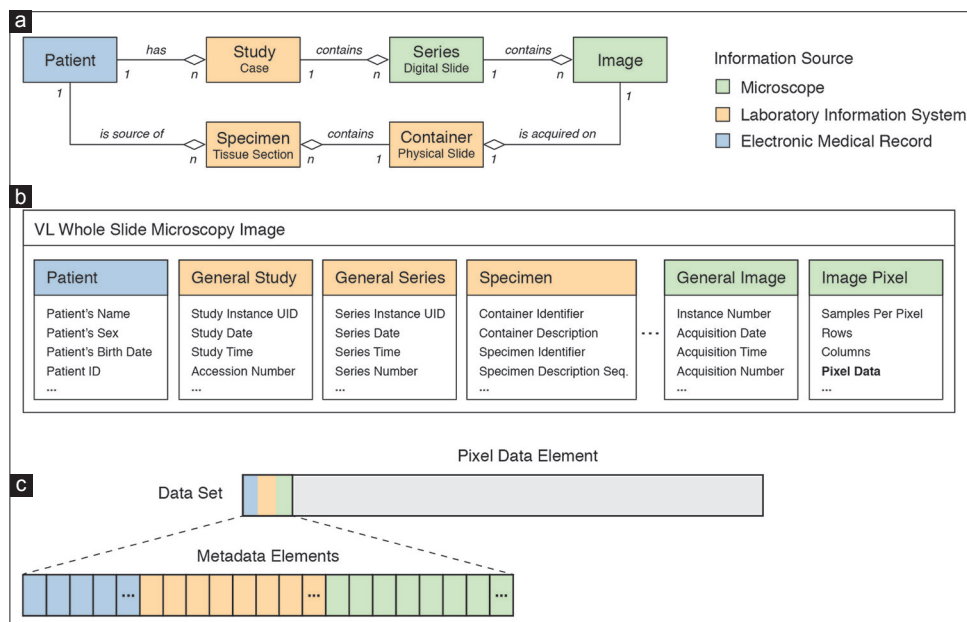 a
Patient
has
1
n
Study
Case
contains
1
n
Series
Digital Slide
contains
1
n
Image
1
is source of
n
Specimen
Tissue Section
n
contains
1
Container
Physical Slide
1
is acquired on
1
Information Source
Microscope
Laboratory Information System
Electronic Medical Record
b
VL Whole Slide Microscopy Image
Patient
Patient's Name
Patient's Sex
Patient's Birth Date
Patient ID
...
General Study
Study Instance UID
Study Date
Study Time
Accession Number
...
General Series
Series Instance UID
Series Date
Series Time
Series Number
...
Specimen
Container Identifier
Container Description
Specimen Identifier
Specimen Description Seq.
...
...
General Image
Instance Number
Acquisition Date
Acquisition Time
Acquisition Number
...
Image Pixel
Samples Per Pixel
Rows
Columns
Pixel Data
...
c
Pixel Data Element
Data Set
Metadata Elements
...
...
...